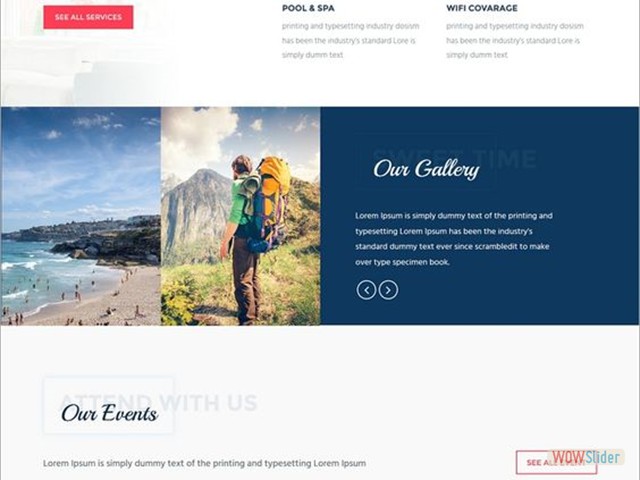 SEE ALL SERVICES
POOL & SPA
printing and typesetting industry dosism
has been the industry's standard Lore is
simply dumm text
WIFI COVARAGE
printing and typesetting industry dosism
has been the industry's standard Lore is
simply dumm text
SWEET TIME
Our Gallery
Lorem Ipsum is simply dummy text of the printing and
typesetting Lorem Ipsum has been the industry's
standard dummy text ever since scrambledit to make
over type specimen book.
ATTEND WITH US
Our Events
Lorem Ipsum is simply dummy text of the printing and typesetting Lorem Ipsum
SEE ALL EVENT
WOWSlider